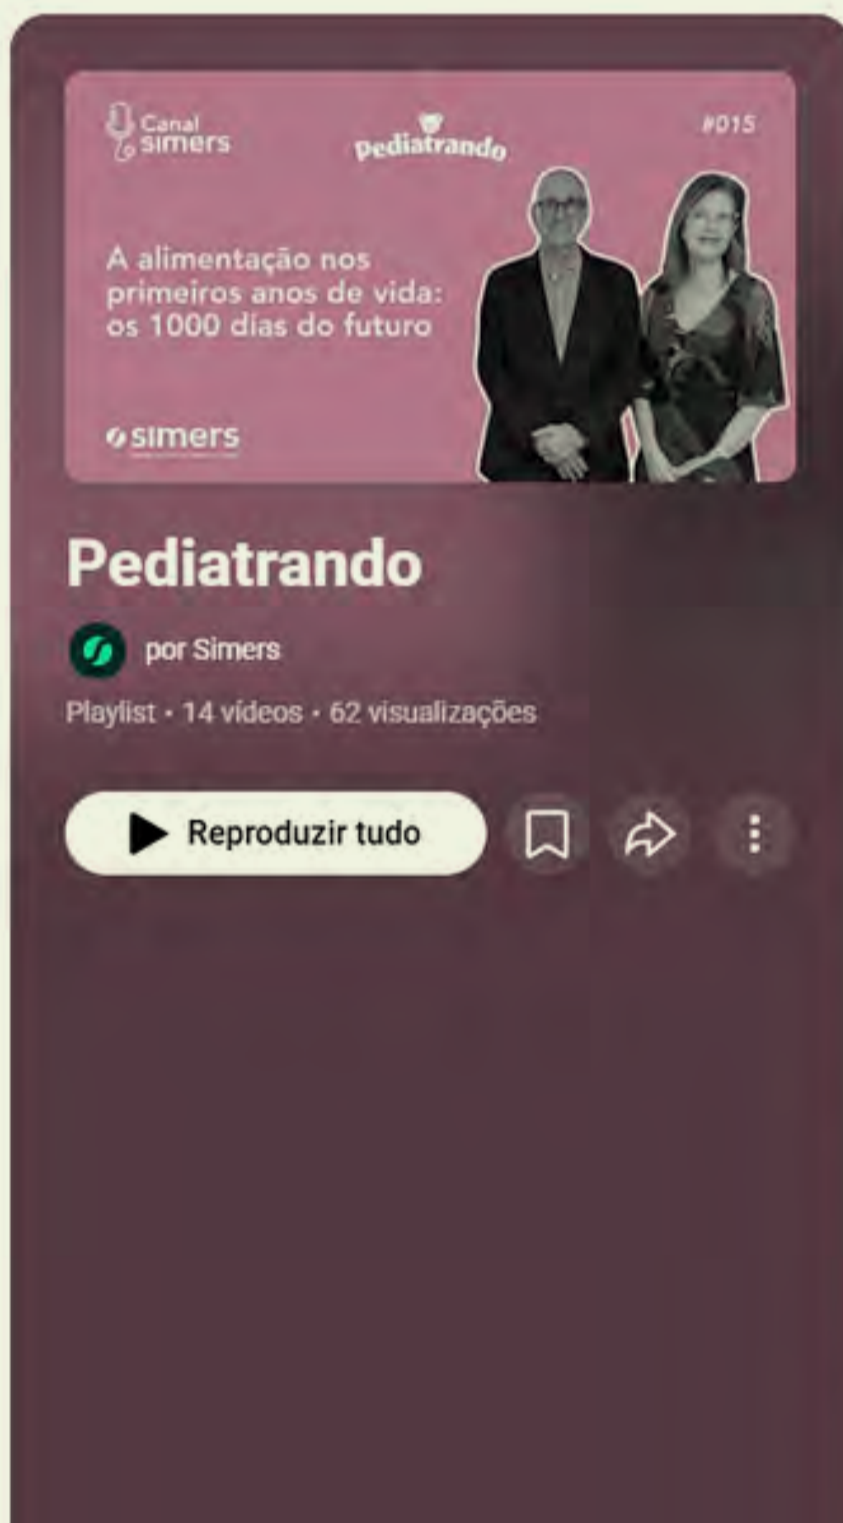 Canal
simers
Pediatrando
#015
A alimentação nos
primeiros anos de vida:
os 1000 dias do futuro
simers
Pediatrando
por Simers
Playlist • 14 vídeos • 62 visualizações
Reproduzir tudo